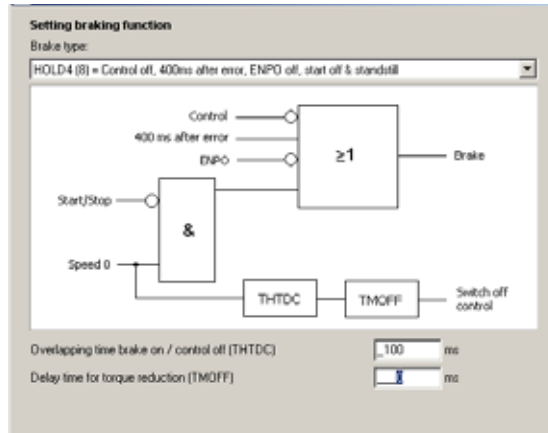 Setting braking function
Brake type:
HOLD4 (8) = Control off, 400ms after error, ENPO off, start off & standstill
Control
400 ms after error
ENPO
≥1
Brake
Start/Stop
&
Speed 0
THTDC
TMOFF
Switch off
control
Overlapping time brake on / control off (THTDC)
_100 ms
Delay time for torque reduction (TMOFF)
0 ms